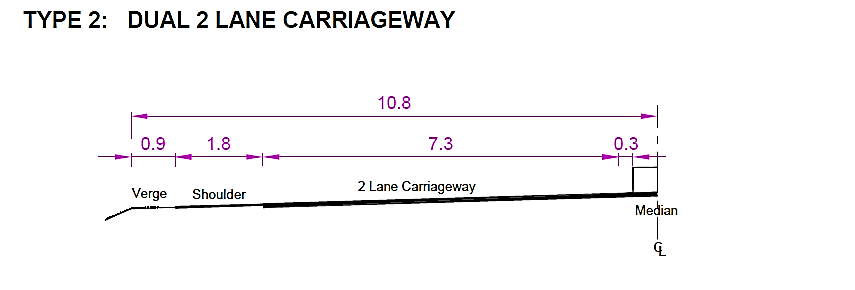 TYPE 2: DUAL 2 LANE CARRIAGEWAY
10.8
0.9 1.8 7.3 0.3
Verge Shoulder 2 Lane Carriageway
Median
℄